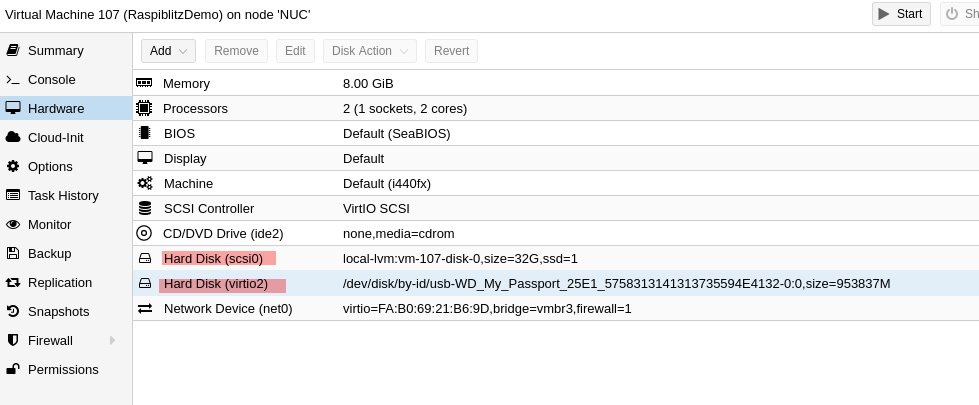 Virtual Machine 107 (RaspiblitzDemo) on node 'NUC'
Start
Sh
Summary
Console
Hardware
Cloud-Init
Options
Task History
Monitor
Backup
Replication
Snapshots
Firewall
Permissions
Add
Remove
Edit
Disk Action
Revert
Memory 8.00 GiB
Processors 2 (1 sockets, 2 cores)
BIOS Default (SeaBIOS)
Display Default
Machine Default (i440fx)
SCSI Controller VirtIO SCSI
CD/DVD Drive (ide2) none,media=cdrom
Hard Disk (scsi0) local-lvm:vm-107-disk-0,size=32G,ssd=1
Hard Disk (virtio2) /dev/disk/by-id/usb-WD_My_Passport_25E1_5758313141313735594E4132-0:0,size=953837M
Network Device (net0) virtio=FA:B0:69:21:B6:9D,bridge=vmbr3,firewall=1